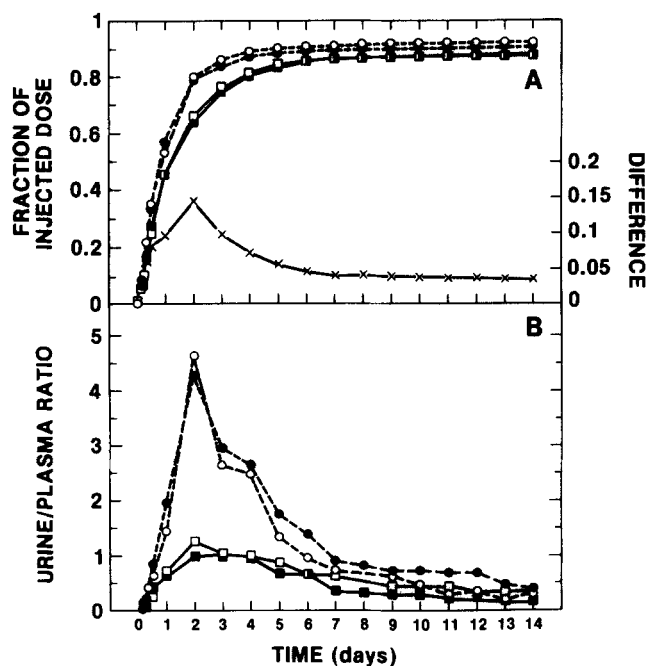 A
FRACTION OF
INJECTED DOSE
1.0
0.8
0.6
0.4
0.2
0
0.2
0.15
0.1
0.05
0
DIFFERENCE
B
URINE/PLASMA RATIO
5
4
3
2
1
0
0 1 2 3 4 5 6 7 8 9 10 11 12 13 14
TIME (days)